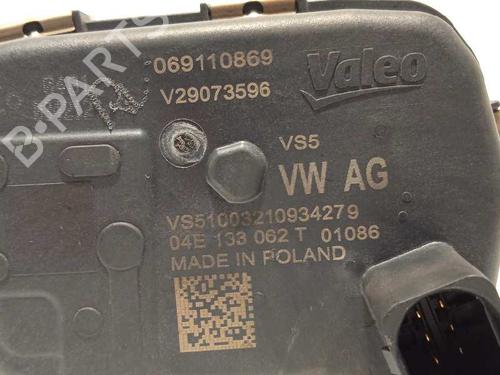 069110869
Valeo
V29073596
VS5
VW AG
VS51003210934279
04E 133 062 T 01086
MADE IN POLAND
B-PARTS